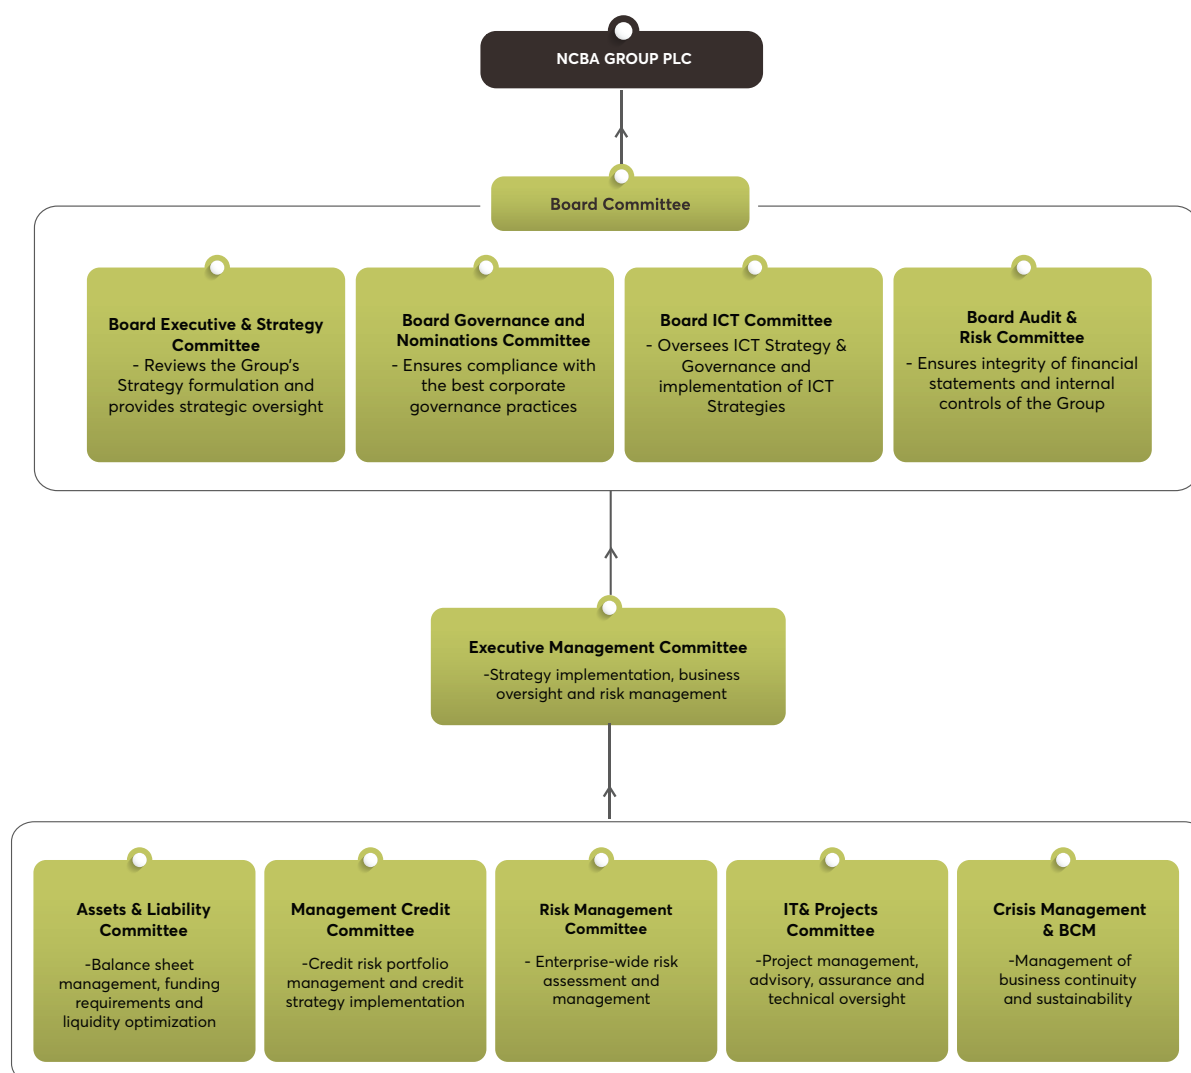 NCBA GROUP PLC
Board Committee
Board Executive & Strategy
Committee
- Reviews the Group's
Strategy formulation and
provides strategic oversight
Board Governance and
Nominations Committee
- Ensures compliance with
the best corporate
governance practices
Board ICT Committee
- Oversees ICT Strategy &
Governance and
implementation of ICT
Strategies
Board Audit &
Risk Committee
- Ensures integrity of financial
statements and internal
controls of the Group
Executive Management Committee
-Strategy implementation, business
oversight and risk management
Assets & Liability
Committee
-Balance sheet
management, funding
requirements and
liquidity optimization
Management Credit
Committee
- Credit risk portfolio
management and credit
strategy implementation
Risk Management
Committee
- Enterprise-wide risk
assessment and
management
IT& Projects
Committee
-Project management,
advisory, assurance and
technical oversight
Crisis Management
& BCM
-Management of
business continuity
and sustainability